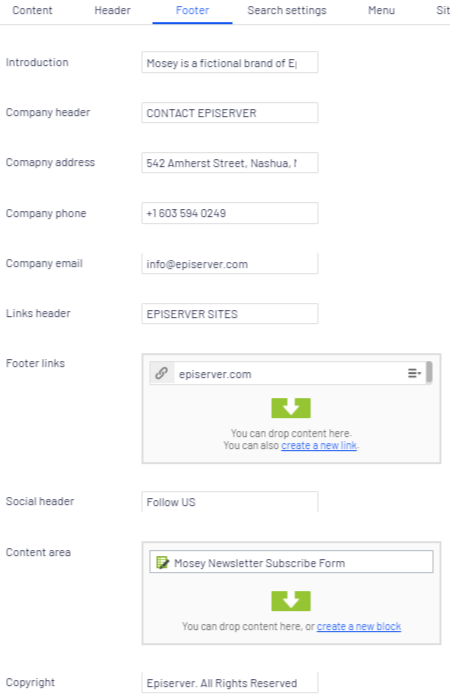 Content Header Footer Search settings Menu
Introduction Mosey is a fictional brand of
Company header CONTACT EPISERVER
Comapny address 542 Amherst Street, Nashua,
Company phone +1 603 594 0249
Company email info@episerver.com
Links header EPISERVER SITES
Footer links episerver.com
You can drop content here.
You can also create a new link.
Social header Follow US
Content area Mosey Newsletter Subscribe Form
You can drop content here, or create a new block
Copyright Episerver. All Rights Reserved